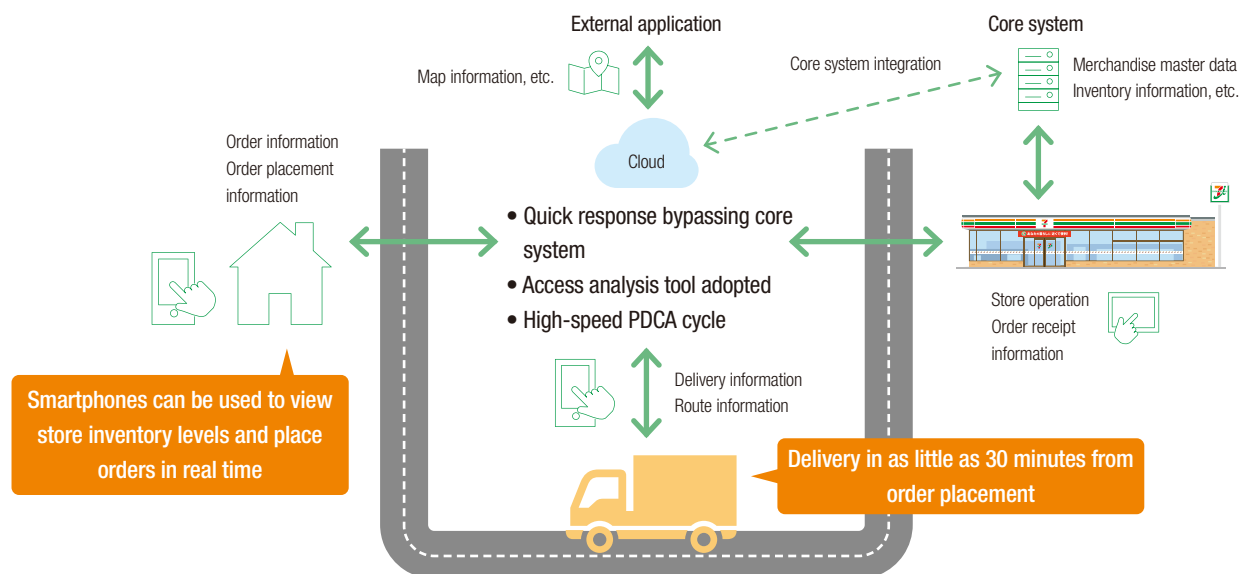 External application
Core system
Map information, etc.
Core system integration
Merchandise master data
Inventory information, etc.
Cloud
Order information
Order placement
information
• Quick response bypassing core
system
• Access analysis tool adopted
• High-speed PDCA cycle
Store operation
Order receipt
information
Delivery information
Route information
Smartphones can be used to view
store inventory levels and place
orders in real time
Delivery in as little as 30 minutes from
order placement